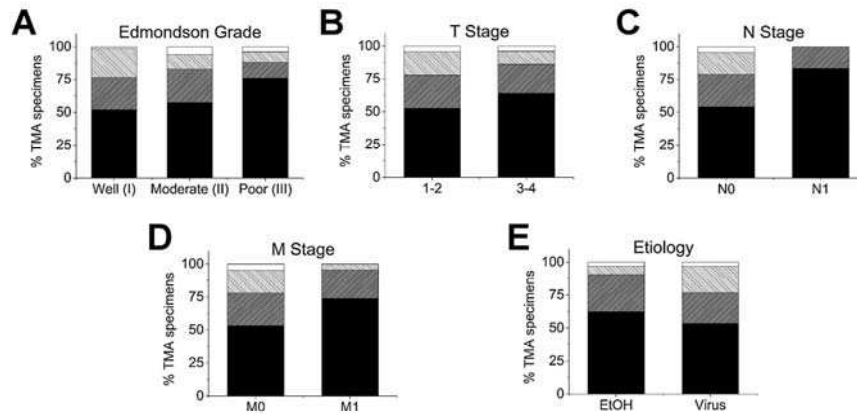 A
Edmondson Grade
% TMA specimens
100
75
50
25
0
Well (I) Moderate (II) Poor (III)
B
T Stage
% TMA specimens
100
75
50
25
0
1-2 3-4
C
N Stage
% TMA specimens
100
75
50
25
0
N0 N1
D
M Stage
% TMA specimens
100
75
50
25
0
M0 M1
E
Etiology
% TMA specimens
100
75
50
25
0
EtOH Virus